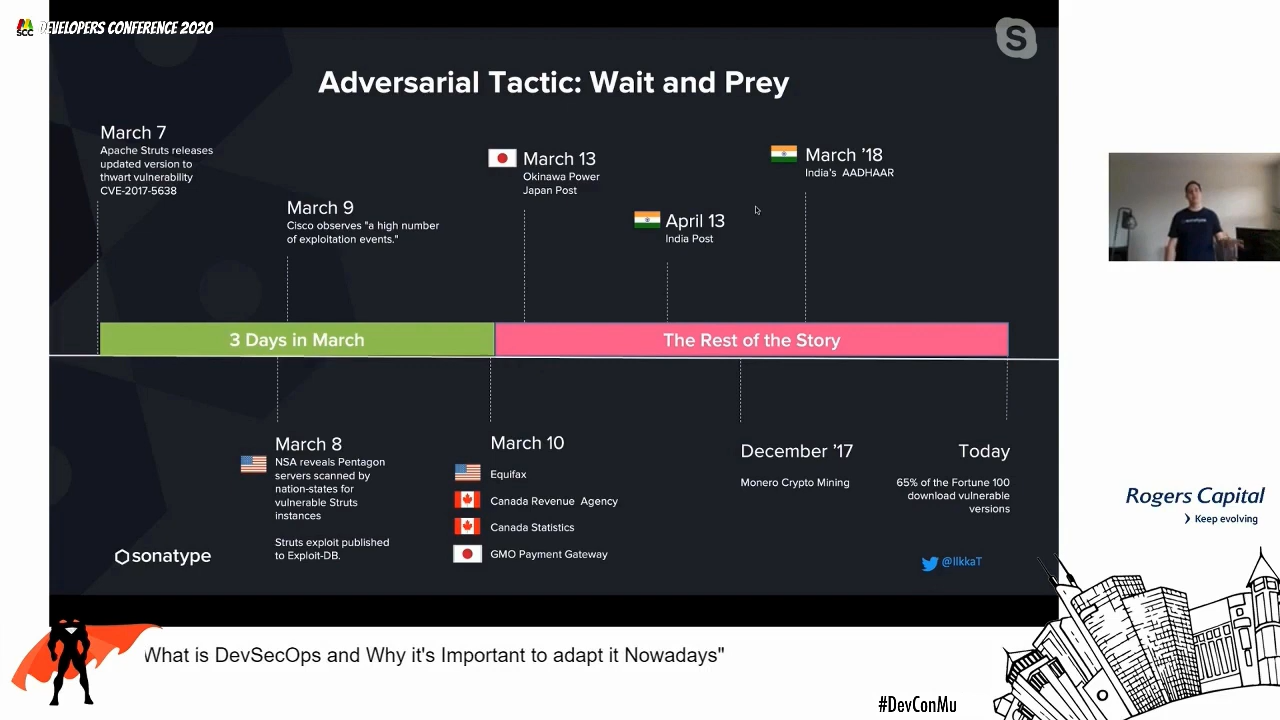 SCC DEVELOPERS CONFERENCE 2020
S
Adversarial Tactic: Wait and Prey
March 7
Apache Struts releases
updated version to
thwart vulnerability
CVE-2017-5638
March 9
Cisco observes "a high number
of exploitation events."
March 13
Okinawa Power
Japan Post
April 13
India Post
March ’18
India's AADHAAR
3 Days in March
The Rest of the Story
March 8
NSA reveals Pentagon
servers scanned by
nation-states for
vulnerable Struts
instances
Struts exploit published
to Exploit-DB.
March 10
Equifax
Canada Revenue Agency
Canada Statistics
GMO Payment Gateway
December ’17
Monero Crypto Mining
Today
65% of the Fortune 100
download vulnerable
versions
sonatype
@IlkkaT
sonatype
Rogers Capital
Keep evolving
What is DevSecOps and Why it's Important to adapt it Nowadays"
#DevConMu